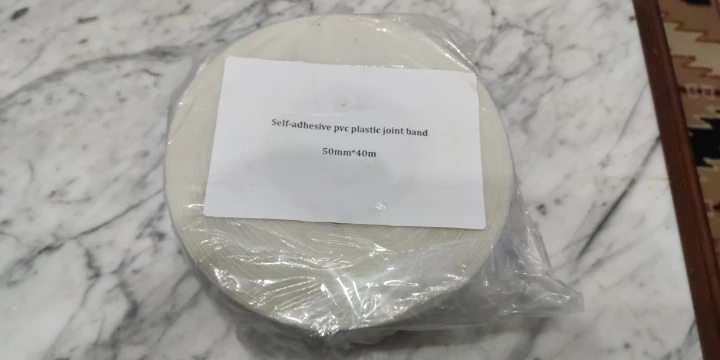 Self-adhesive pvc plastic joint band
50mm*40m